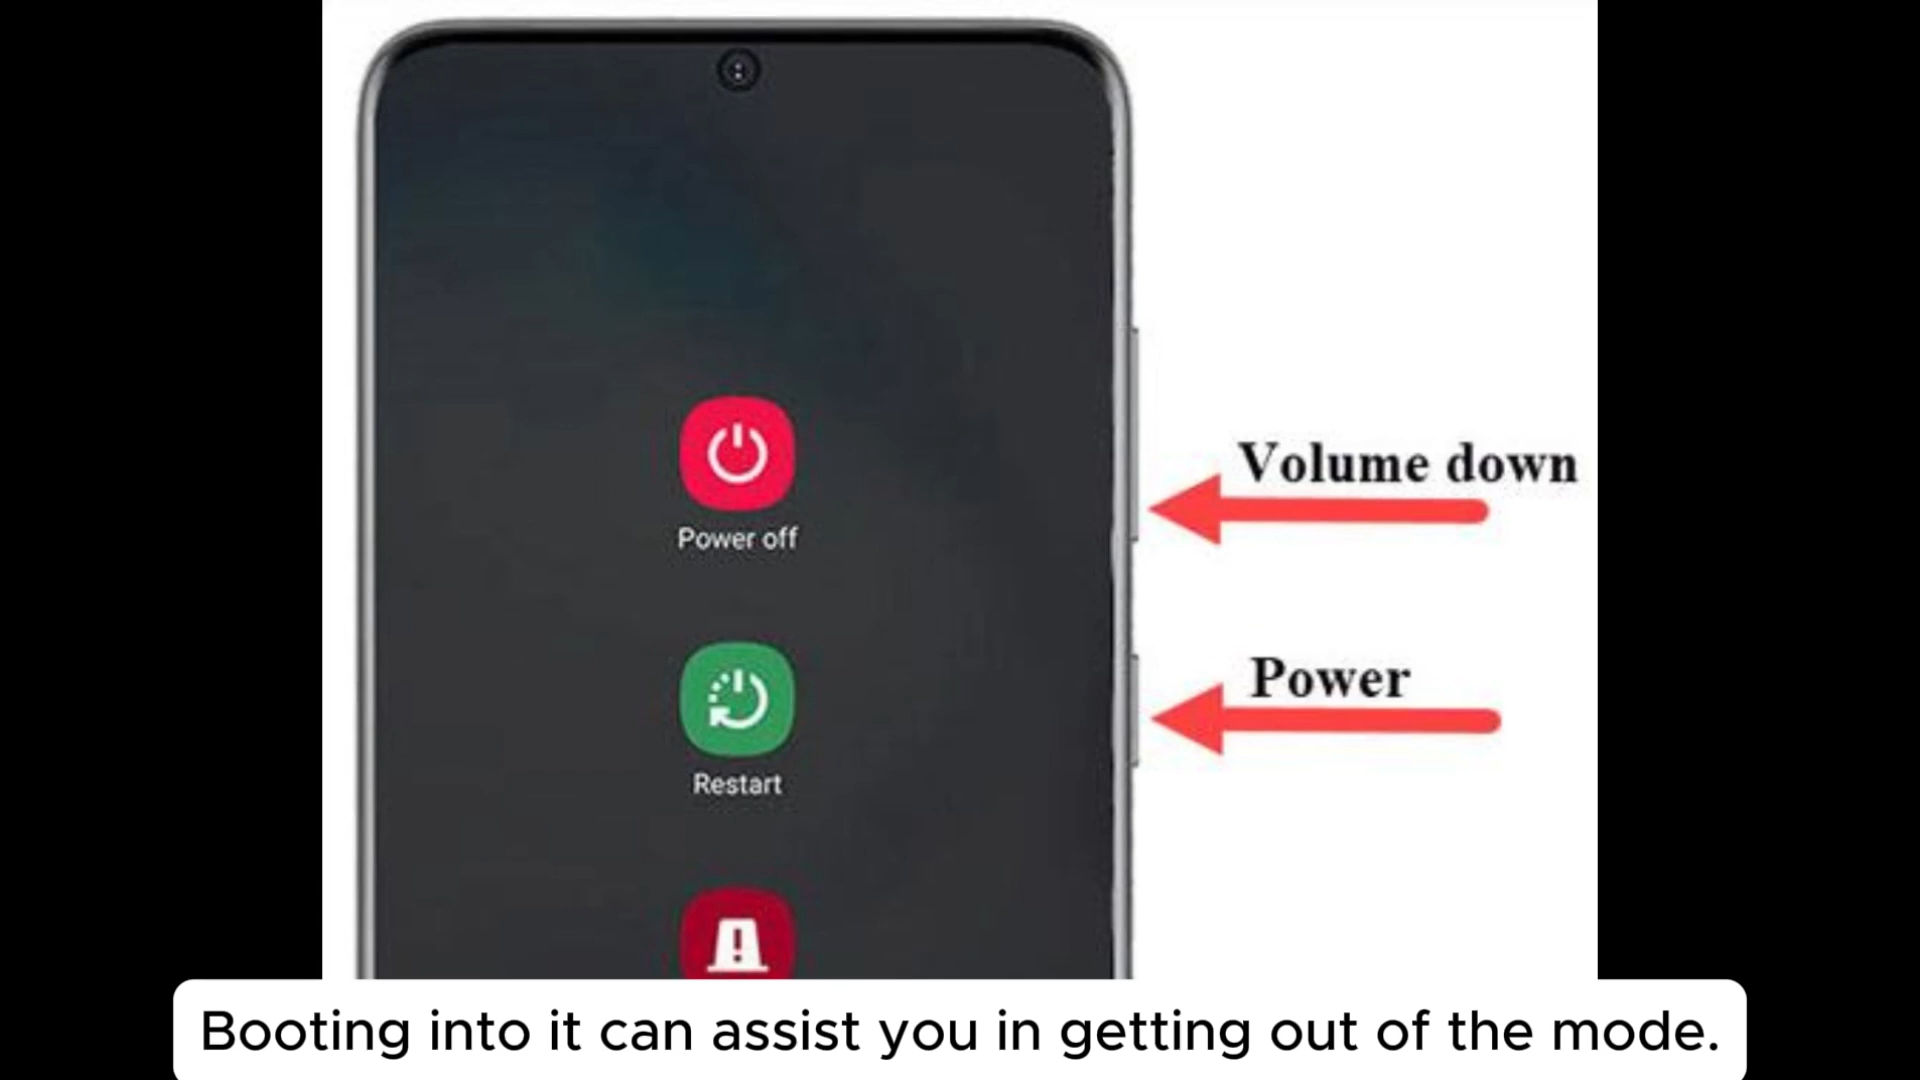 Volume down
Power off
Power
Restart
Booting into it can assist you in getting out of the mode.